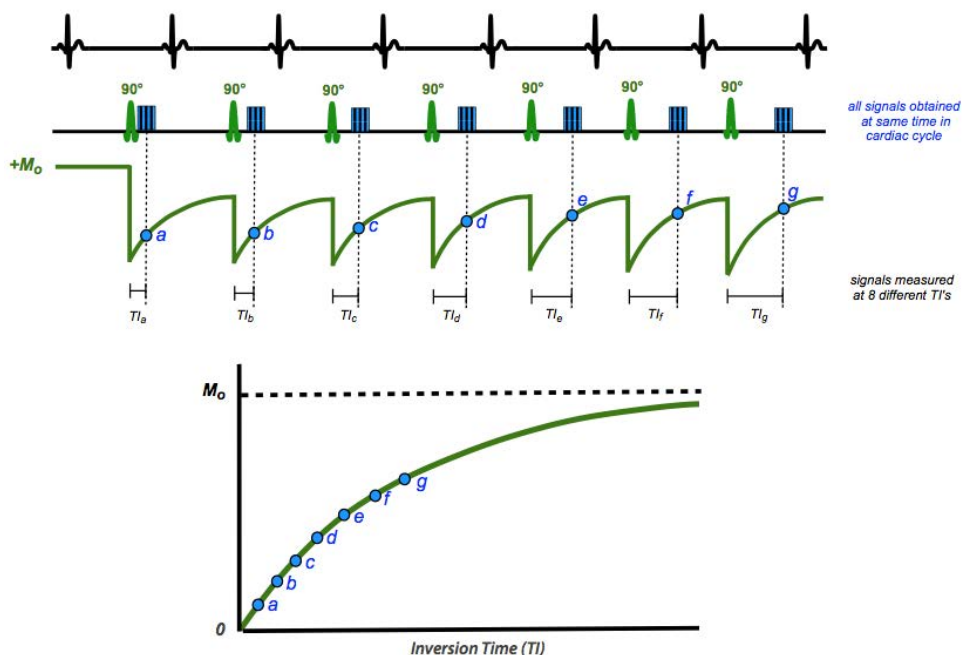 90° 90° 90° 90° 90° 90° 90°
all signals obtained
at same time in
cardiac cycle
+Mo
a b c d e f g
signals measured
at 8 different TI's
TIa TIb TIc TId TIe TIf TIg
Mo
g
f
e
d
c
b
a
0
Inversion Time (TI)